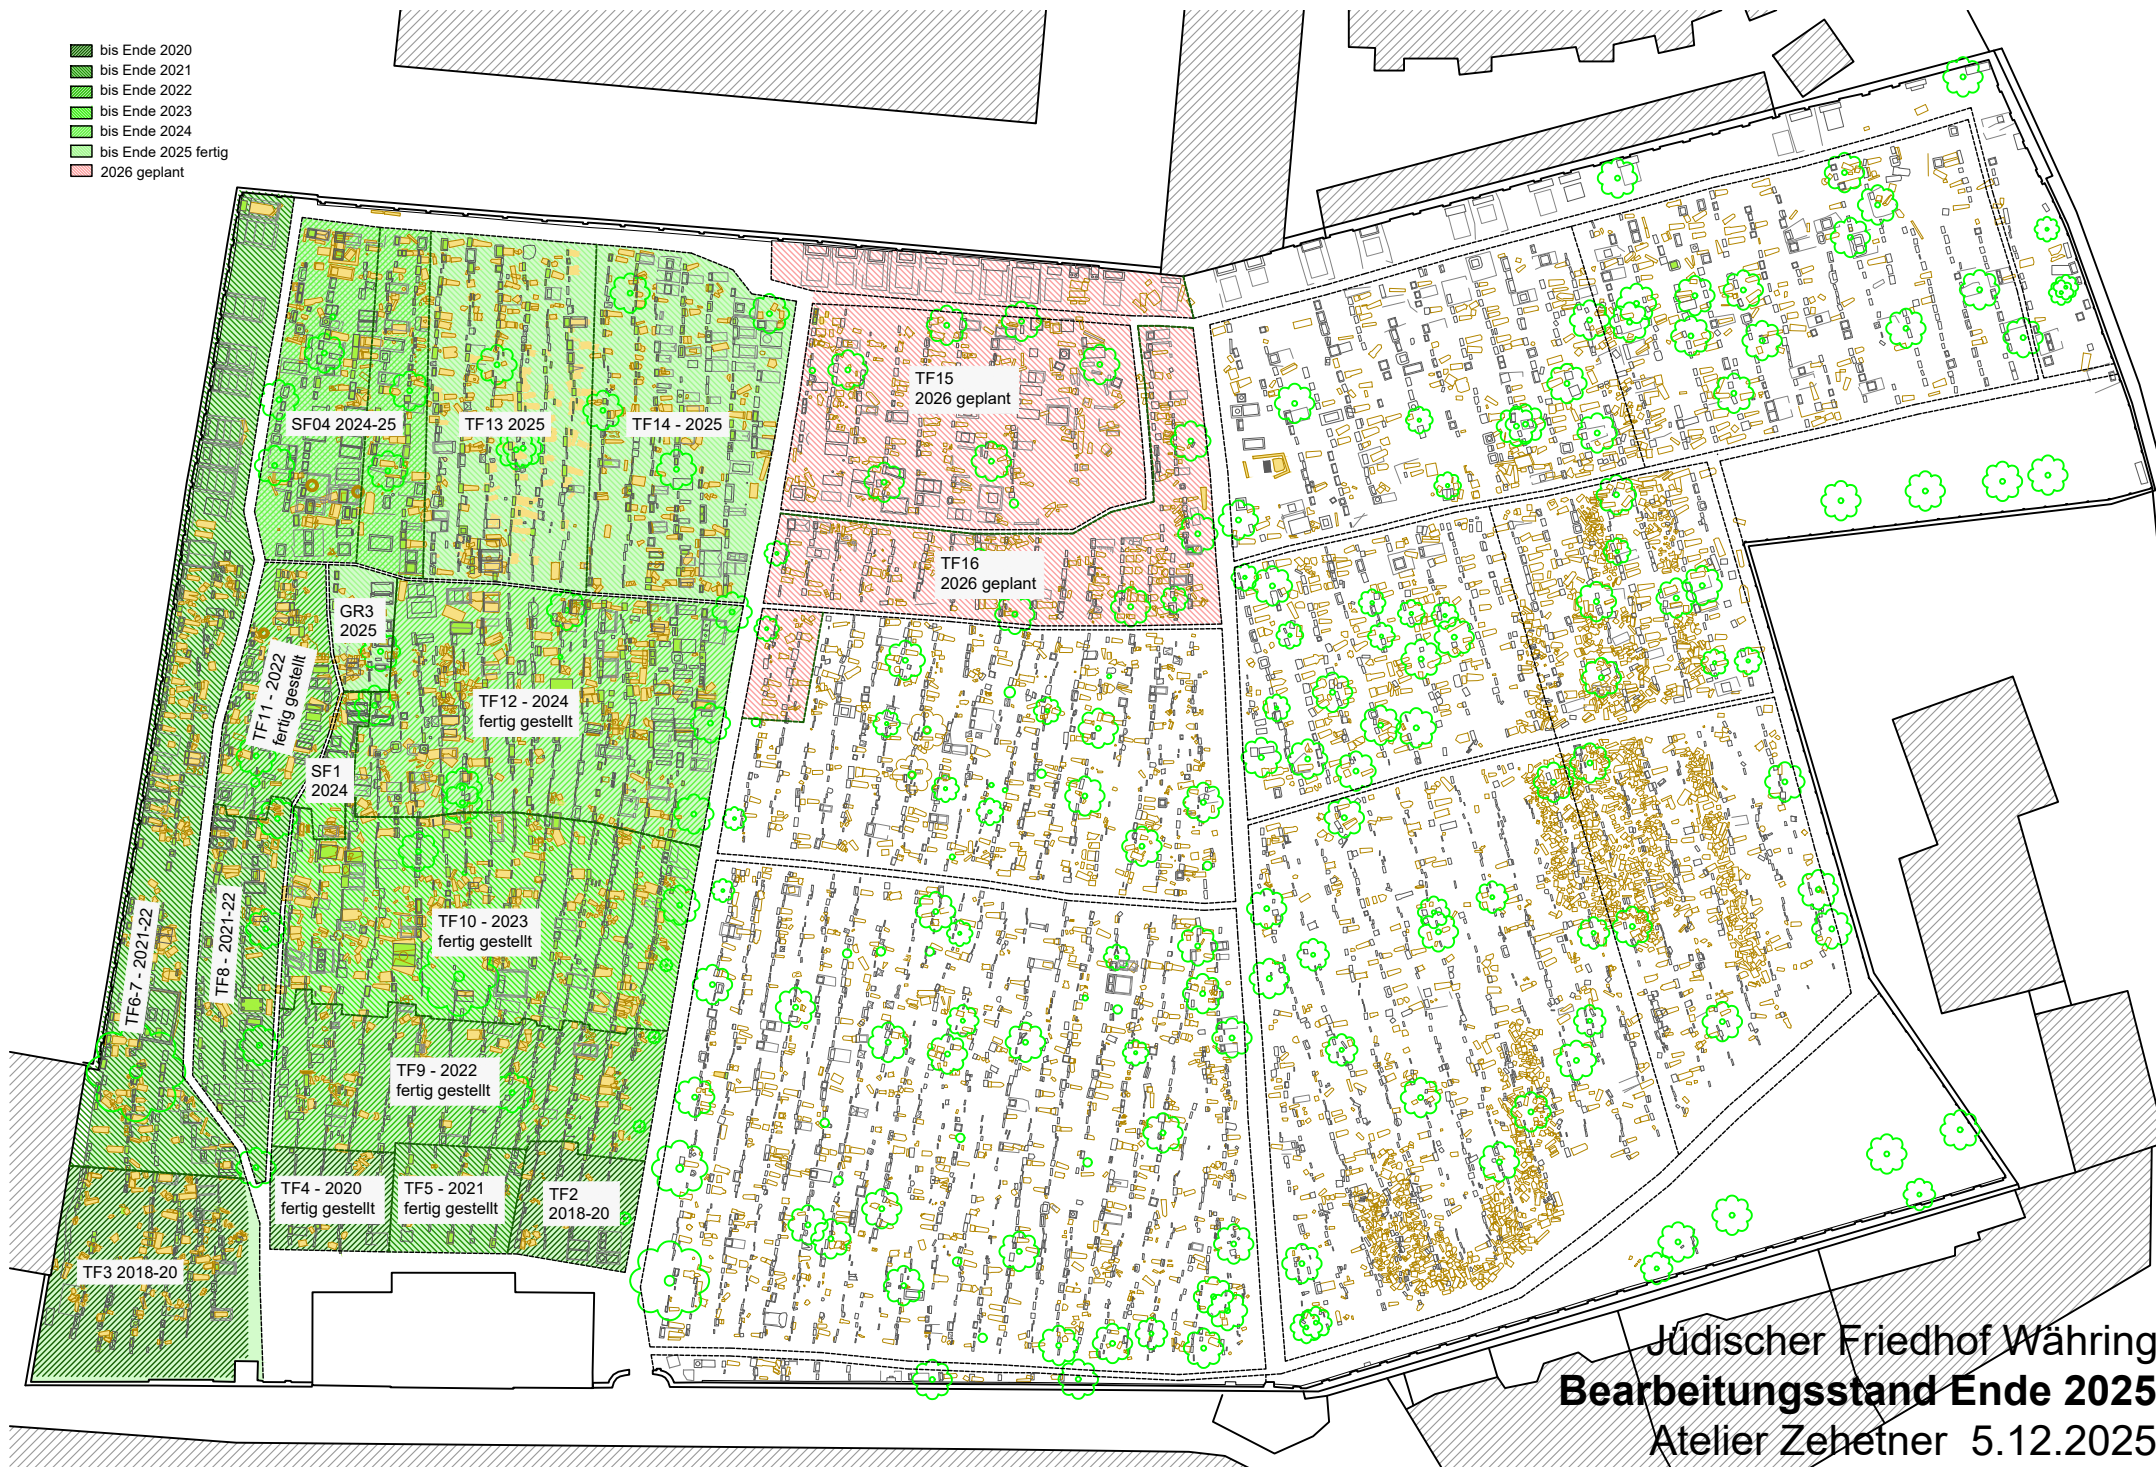 bis Ende 2020
bis Ende 2021
bis Ende 2022
bis Ende 2023
bis Ende 2024
bis Ende 2025 fertig
2026 geplant
SF04 2024-25
TF13 2025
TF14 - 2025
TF15
2026 geplant
TF16
2026 geplant
GR3
2025
TF11 - 2022
fertig gestellt
TF12 - 2024
fertig gestellt
SF1
2024
TF10 - 2023
fertig gestellt
TF6-7 - 2021-22
TF8 - 2021-22
TF9 - 2022
fertig gestellt
TF4 - 2020
fertig gestellt
TF5 - 2021
fertig gestellt
TF2
2018-20
TF3 2018-20
Jüdischer Friedhof Währing
Bearbeitungsstand Ende 2025
Atelier Zehetner 5.12.2025